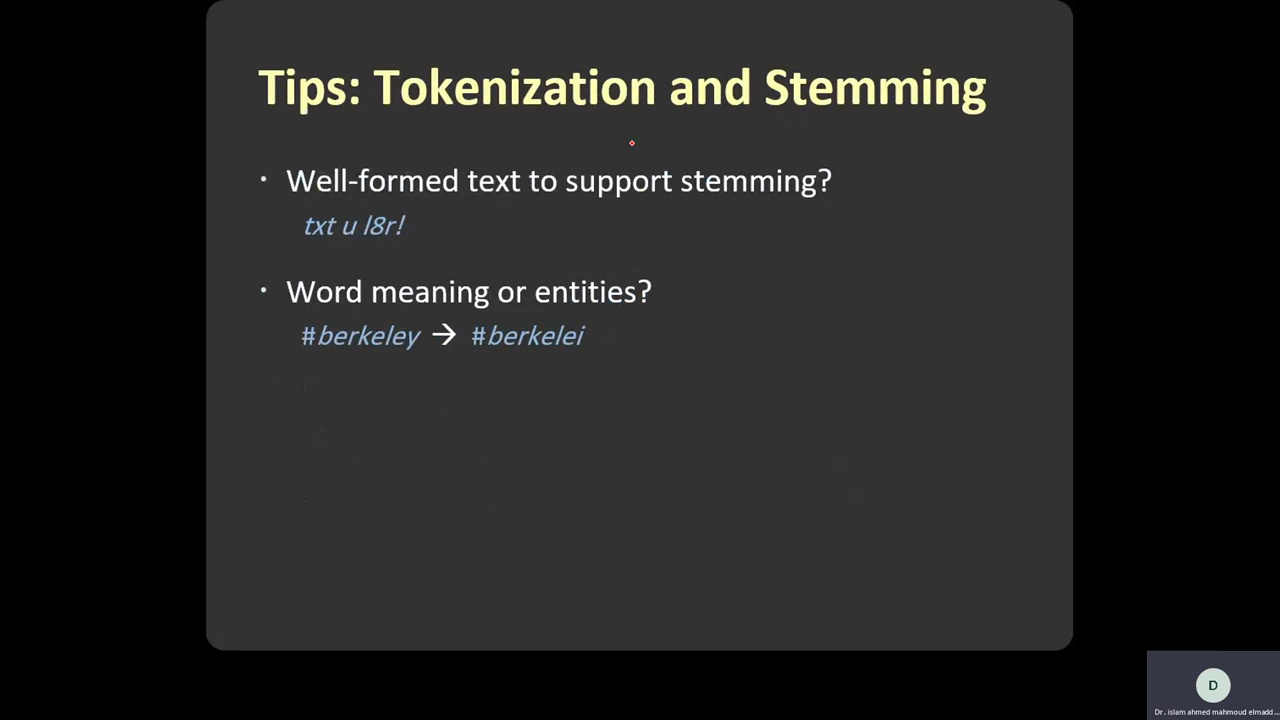 Tips: Tokenization and Stemming
· Well-formed text to support stemming?
txt u l8r!
· Word meaning or entities?
#berkeley → #berkelei
D
Dr. islam ahmed mahmoud elmadd...